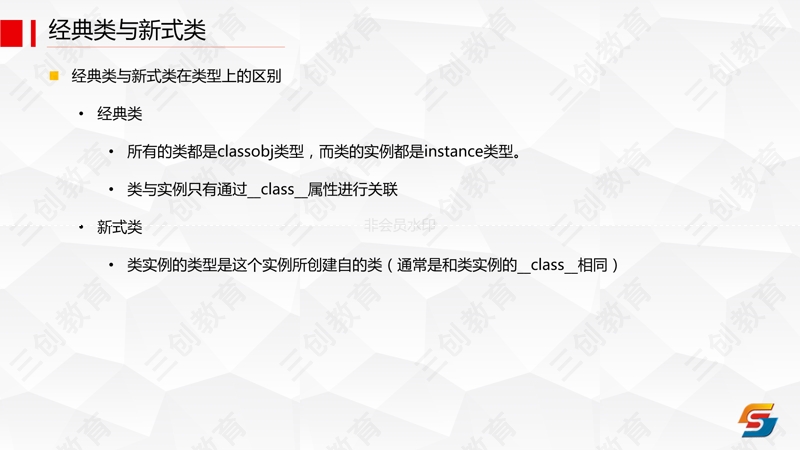 经典类与新式类
经典类与新式类在类型上的区别
• 经典类
• 所有的类都是classobj类型，而类的实例都是instance类型。
• 类与实例只有通过__class__属性进行关联
• 新式类
• 类实例的类型是这个实例所创建自的类（通常是和类实例的__class__相同）
非会员水印
三创教育